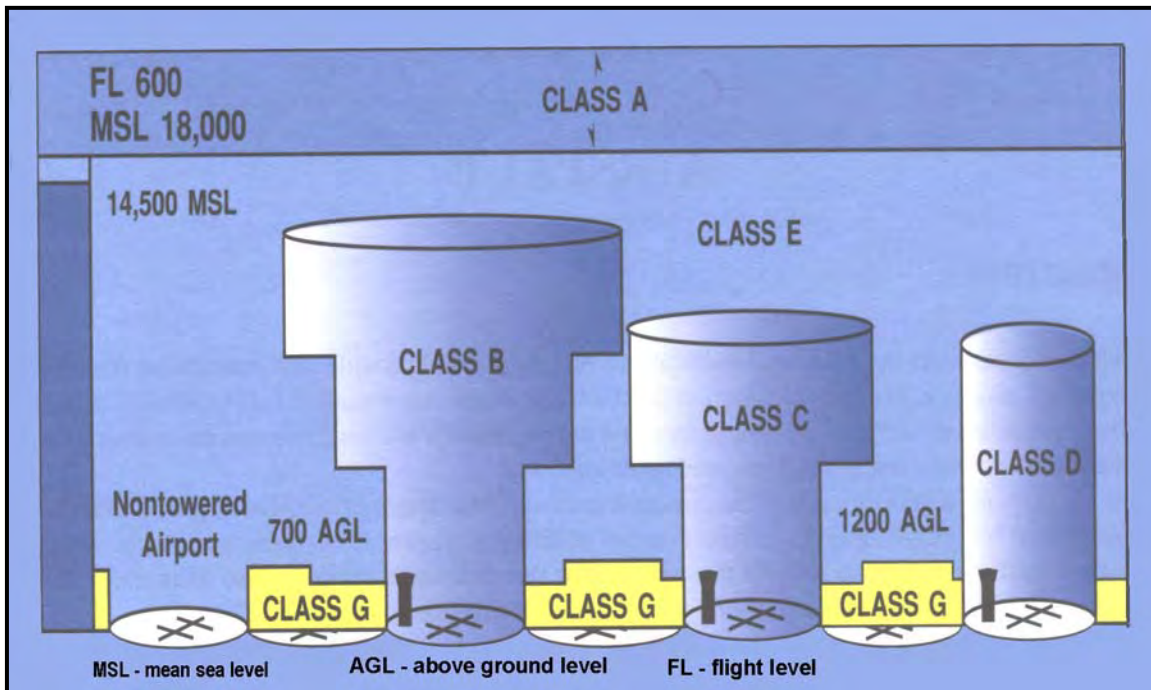 FL 600
MSL 18,000
CLASS A
14,500 MSL
CLASS E
CLASS B
CLASS C
CLASS D
Nontowered
Airport
700 AGL
1200 AGL
CLASS G
CLASS G
CLASS G
MSL - mean sea level
AGL - above ground level
FL - flight level